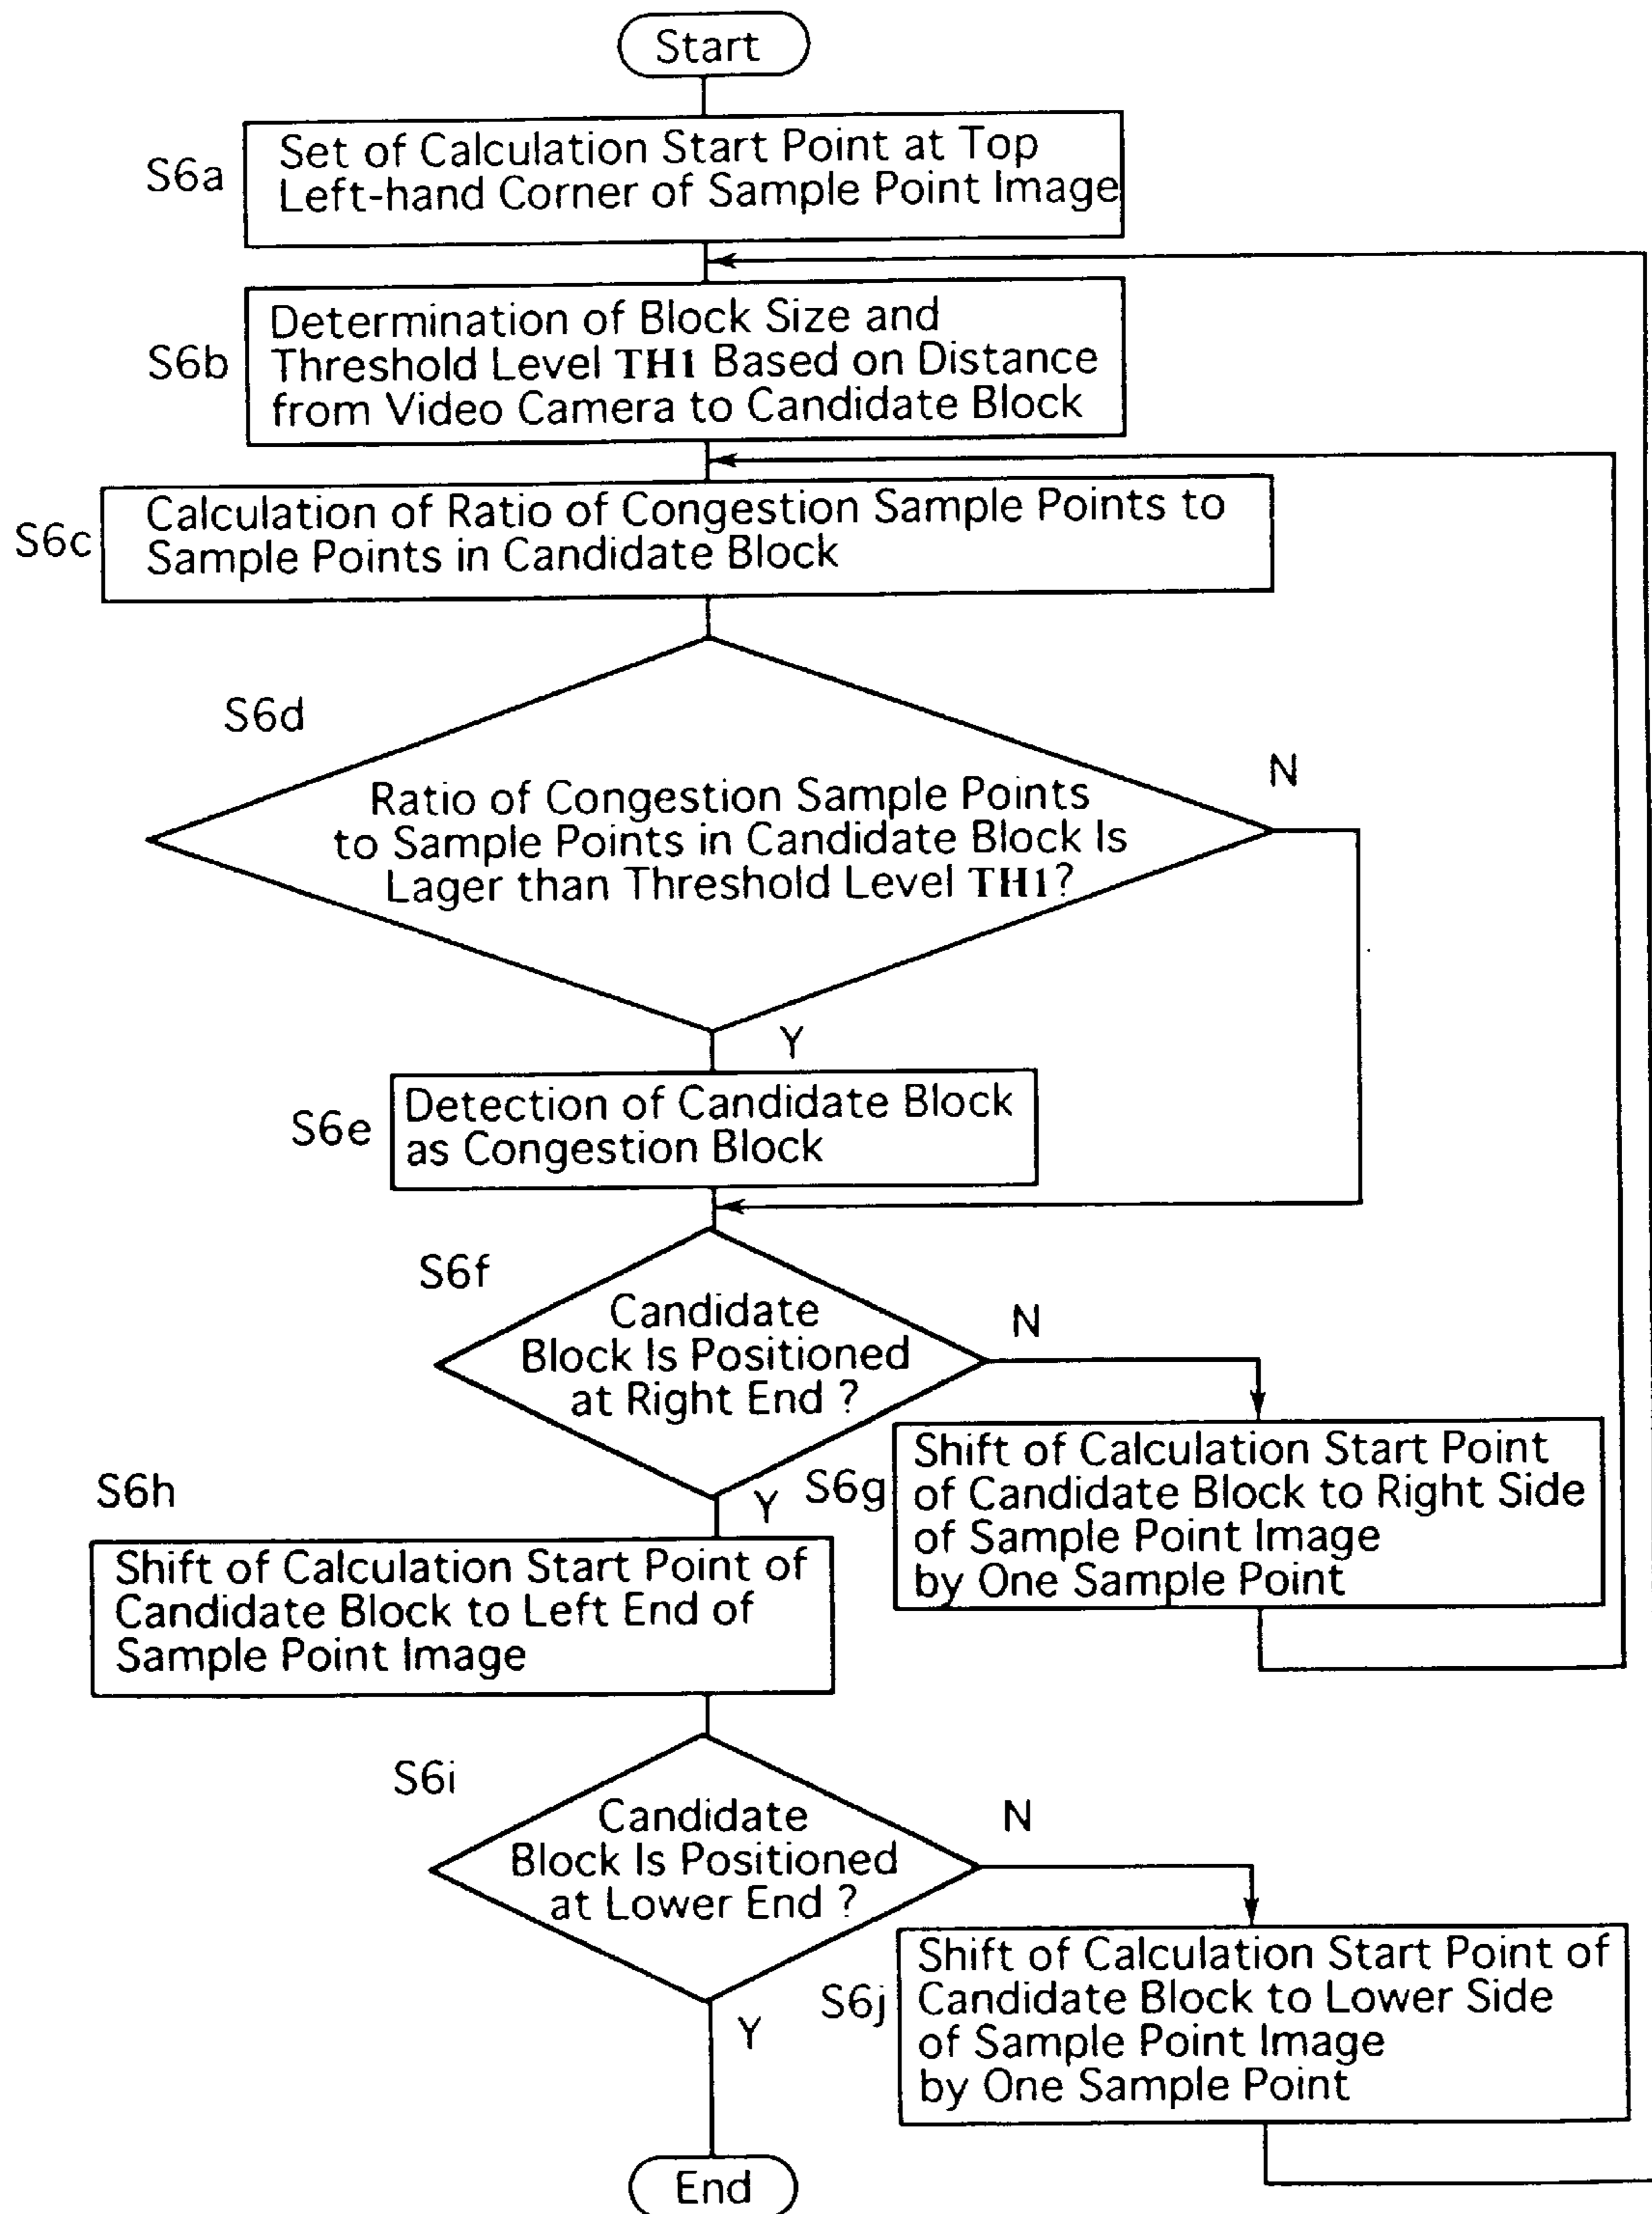 Start
S6a
Set of Calculation Start Point at Top
Left-hand Corner of Sample Point Image
S6b
Determination of Block Size and
Threshold Level TH1 Based on Distance
from Video Camera to Candidate Block
S6c
Calculation of Ratio of Congestion Sample Points to
Sample Points in Candidate Block
S6d
N
Ratio of Congestion Sample Points
to Sample Points in Candidate Block Is
Lager than Threshold Level TH1?
Y
S6e
Detection of Candidate Block
as Congestion Block
S6f
N
Candidate
Block Is Positioned
at Right End ?
Y
S6g
Shift of Calculation Start Point
of Candidate Block to Right Side
of Sample Point Image
by One Sample Point
S6h
Shift of Calculation Start Point of
Candidate Block to Left End of
Sample Point Image
S6i
N
Candidate
Block Is Positioned
at Lower End ?
Y
S6j
Shift of Calculation Start Point of
Candidate Block to Lower Side
of Sample Point Image
by One Sample Point
End